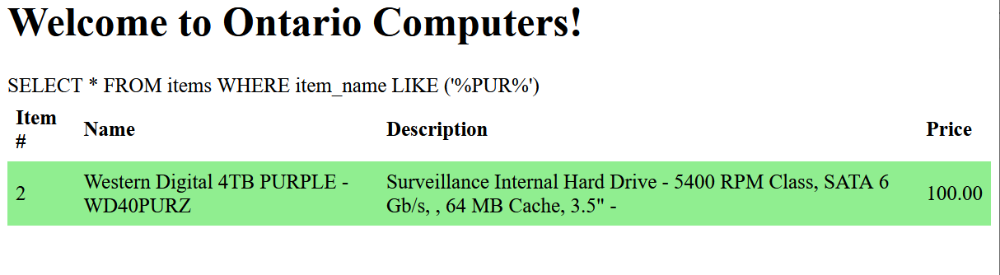 Welcome to Ontario Computers!
SELECT * FROM items WHERE item_name LIKE ('%PUR%')
Item
# Name Description Price
2 Western Digital 4TB PURPLE - Surveillance Internal Hard Drive - 5400 RPM Class, SATA 6 100.00
WD40PURZ Gb/s, , 64 MB Cache, 3.5" -